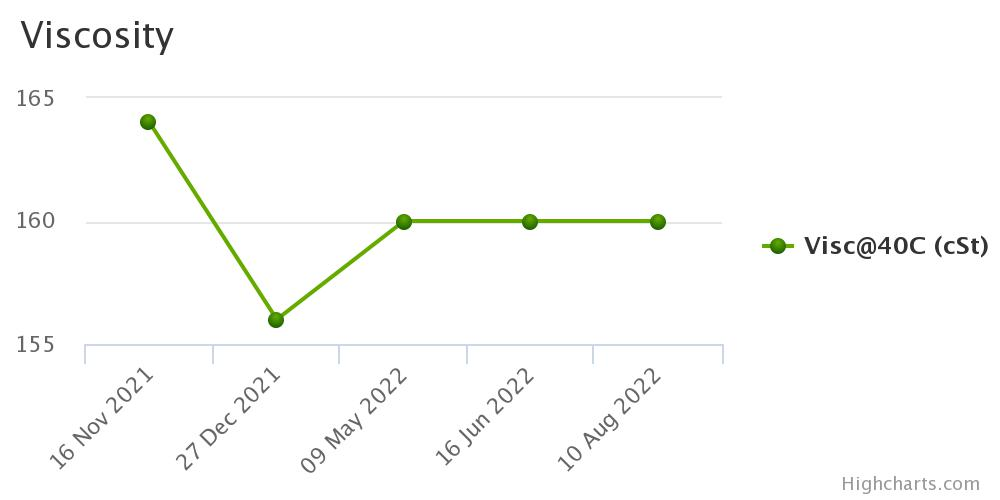 Viscosity
165
160
155
16 Nov 2021
27 Dec 2021
09 May 2022
16 Jun 2022
10 Aug 2022
Visc@40C (cSt)
Highcharts.com